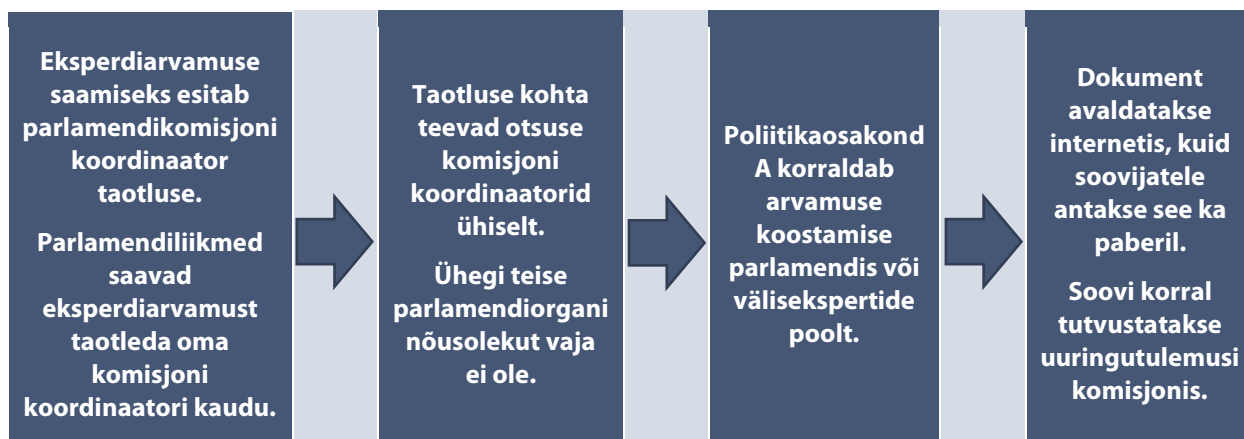 Eksperdiarvamuse
saamiseks esitab
parlamendikomisjoni
koordinaator
taotluse.
Parlamendiliikmed
saavad
eksperdiarvamust
taotleda oma
komisjoni
koordinaatori kaudu.
Taotluse kohta
teevad otsuse
komisjoni
koordinaatorid
ühiselt.
Ühegi teise
parlamendiorgani
nõusolekut vaja
ei ole.
Poliitikaosakond
A korraldab
arvamuse
koostamise
parlamendis või
välisekspertide
poolt.
Dokument
avaldatakse
internetis, kuid
soovijatele
antakse see ka
paberil.
Soovi korral
tutvustatakse
uuringutulemusi
komisjonis.